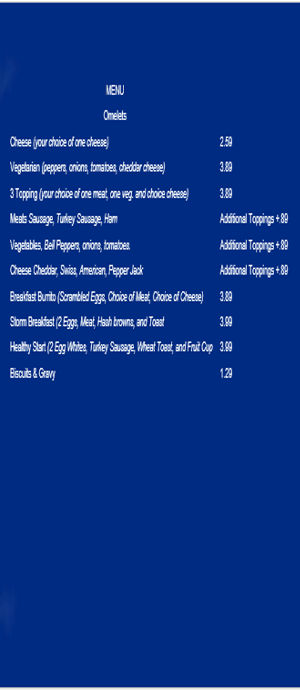 MENU
Omelets
Cheese (your choice of one cheese) 2.59
Vegetarian (peppers, onions, tomatoes, cheddar cheese) 3.89
3 Topping (your choice of one meat, one veg. and choice cheese) 3.89
Meats Sausage, Turkey Sausage, Ham Additional Toppings +.89
Vegetables, Bell Peppers, onions, tomatoes. Additional Toppings +.89
Cheese Cheddar, Swiss, American, Pepper Jack Additional Toppings +.89
Breakfast Burrito (Scrambled Eggs, Choice of Meat, Choice of Cheese) 3.89
Storm Breakfast (2 Eggs, Meat, Hash browns, and Toast 3.99
Healthy Start (2 Egg Whites, Turkey Sausage, Wheat Toast, and Fruit Cup 3.99
Biscuits & Gravy 1.29